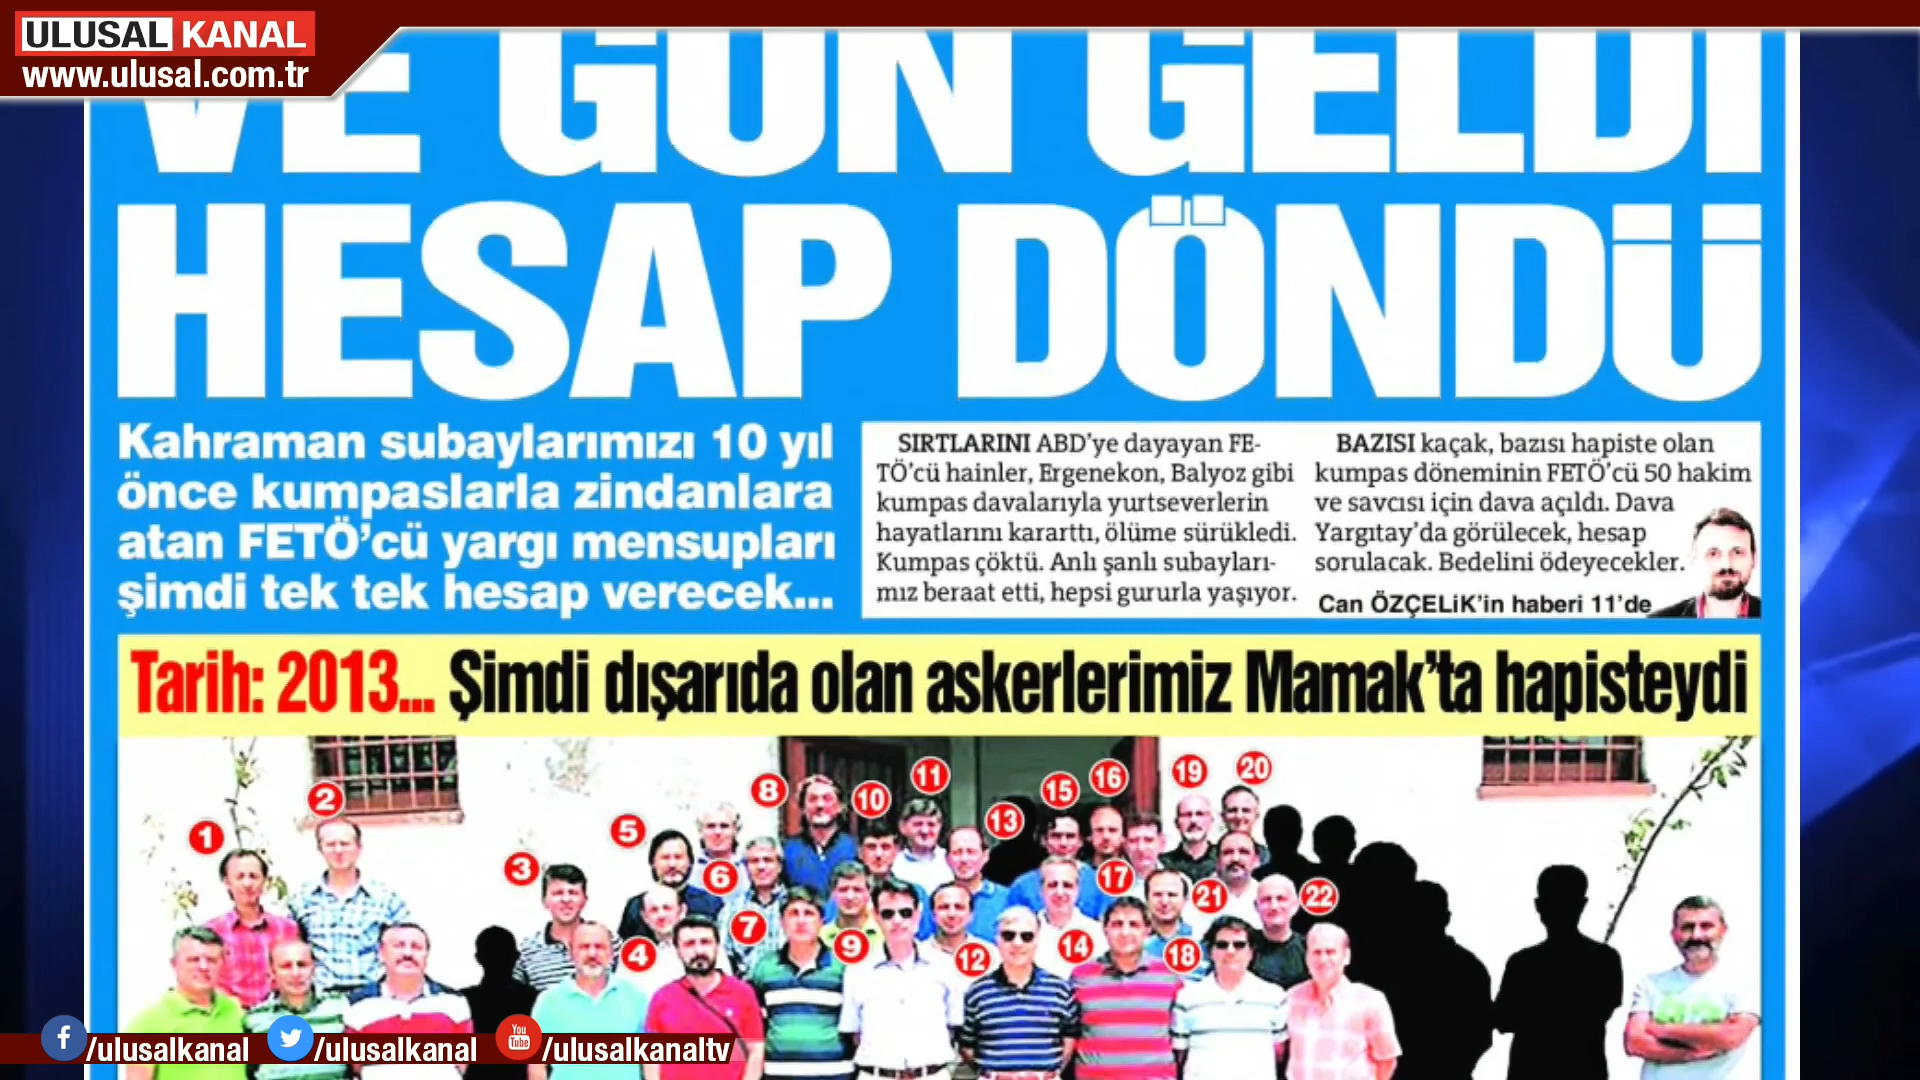 ULUSAL KANAL
www.ulusal.com.tr
VE GÜN GELDİ
HESAP DÖNDÜ
Kahraman subaylarımızı 10 yıl
önce kumpaslarla zindanlara
atan FETÖ'cü yargı mensupları
şimdi tek tek hesap verecek...
SIRTLARINI ABD'ye dayayan FE-
TÖ'cü hainler, Ergenekon, Balyoz gibi
kumpas davalarıyla yurtseverlerin
hayatlarını kararttı, ölüme sürükledi.
Kumpas çöktü. Anlı şanlı subayları-
mız beraat etti, hepsi gururla yaşıyor.
BAZISI kaçak, bazısı hapiste olan
kumpas döneminin FETÖ'cü 50 hakim
ve savcısı için dava açıldı. Dava
Yargıtay'da görülecek, hesap
sorulacak. Bedelini ödeyecekler.
Can ÖZÇELiK'in haberi 11'de
Tarih: 2013... Şimdi dışarıda olan askerlerimiz Mamak'ta hapisteydi
1
2
3
4
5
6
7
8
9
10
11
12
13
14
15
16
17
18
19
20
21
22
f
/ulusalkanal
/ulusalkanal
You
Tube
/ulusalkanaltv